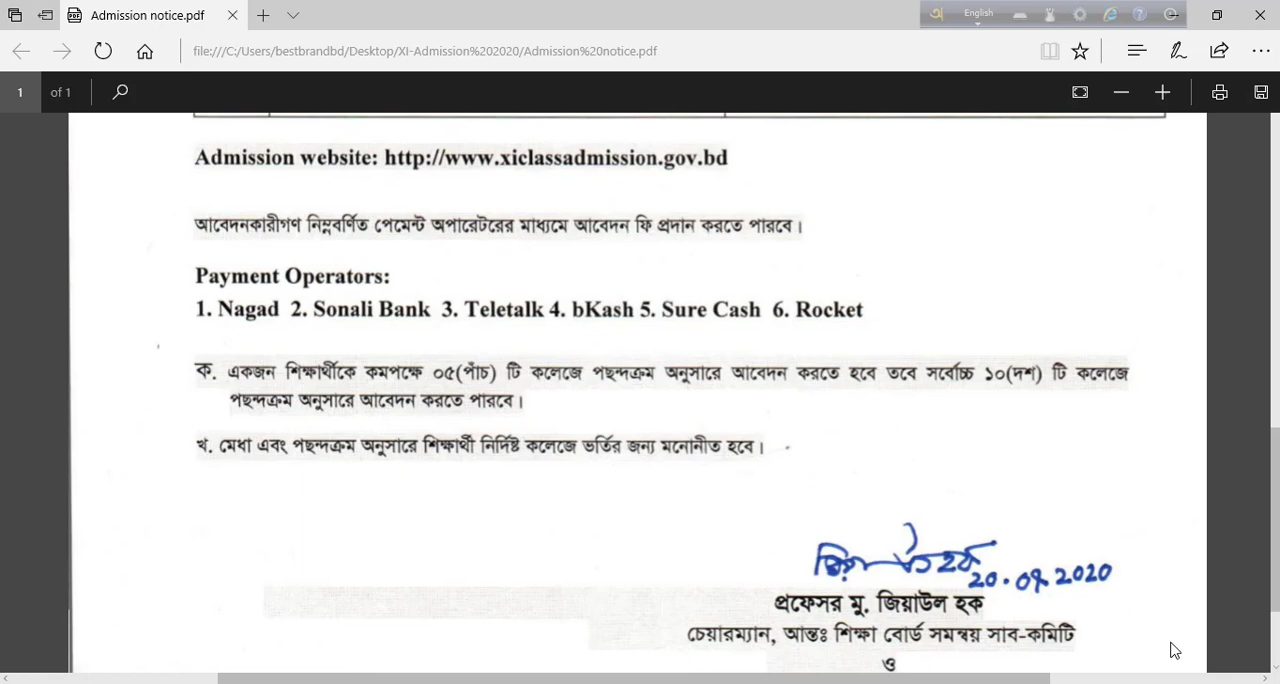 Admission notice.pdf
English
file:///C:/Users/bestbrandbd/Desktop/XI-Admission%202020/Admission%20notice.pdf
1 of 1
Admission website: http://www.xiclassadmission.gov.bd
আবেদনকারীগণ নিম্নবর্ণিত পেমেন্ট অপারেটরের মাধ্যমে আবেদন ফি প্রদান করতে পারবে।
Payment Operators:
1. Nagad 2. Sonali Bank 3. Teletalk 4. bKash 5. Sure Cash 6. Rocket
ক. একজন শিক্ষার্থীকে কমপক্ষে ০৫(পাঁচ) টি কলেজে পছন্দক্রম অনুসারে আবেদন করতে হবে তবে সর্বোচ্চ ১০(দশ) টি কলেজে
পছন্দক্রম অনুসারে আবেদন করতে পারবে।
খ. মেধা এবং পছন্দক্রম অনুসারে শিক্ষার্থী নির্দিষ্ট কলেজে ভর্তির জন্য মনোনীত হবে।
20.07.2020
প্রফেসর মু. জিয়াউল হক
চেয়ারম্যান, আন্তঃ শিক্ষা বোর্ড সমন্বয় সাব-কমিটি
ও